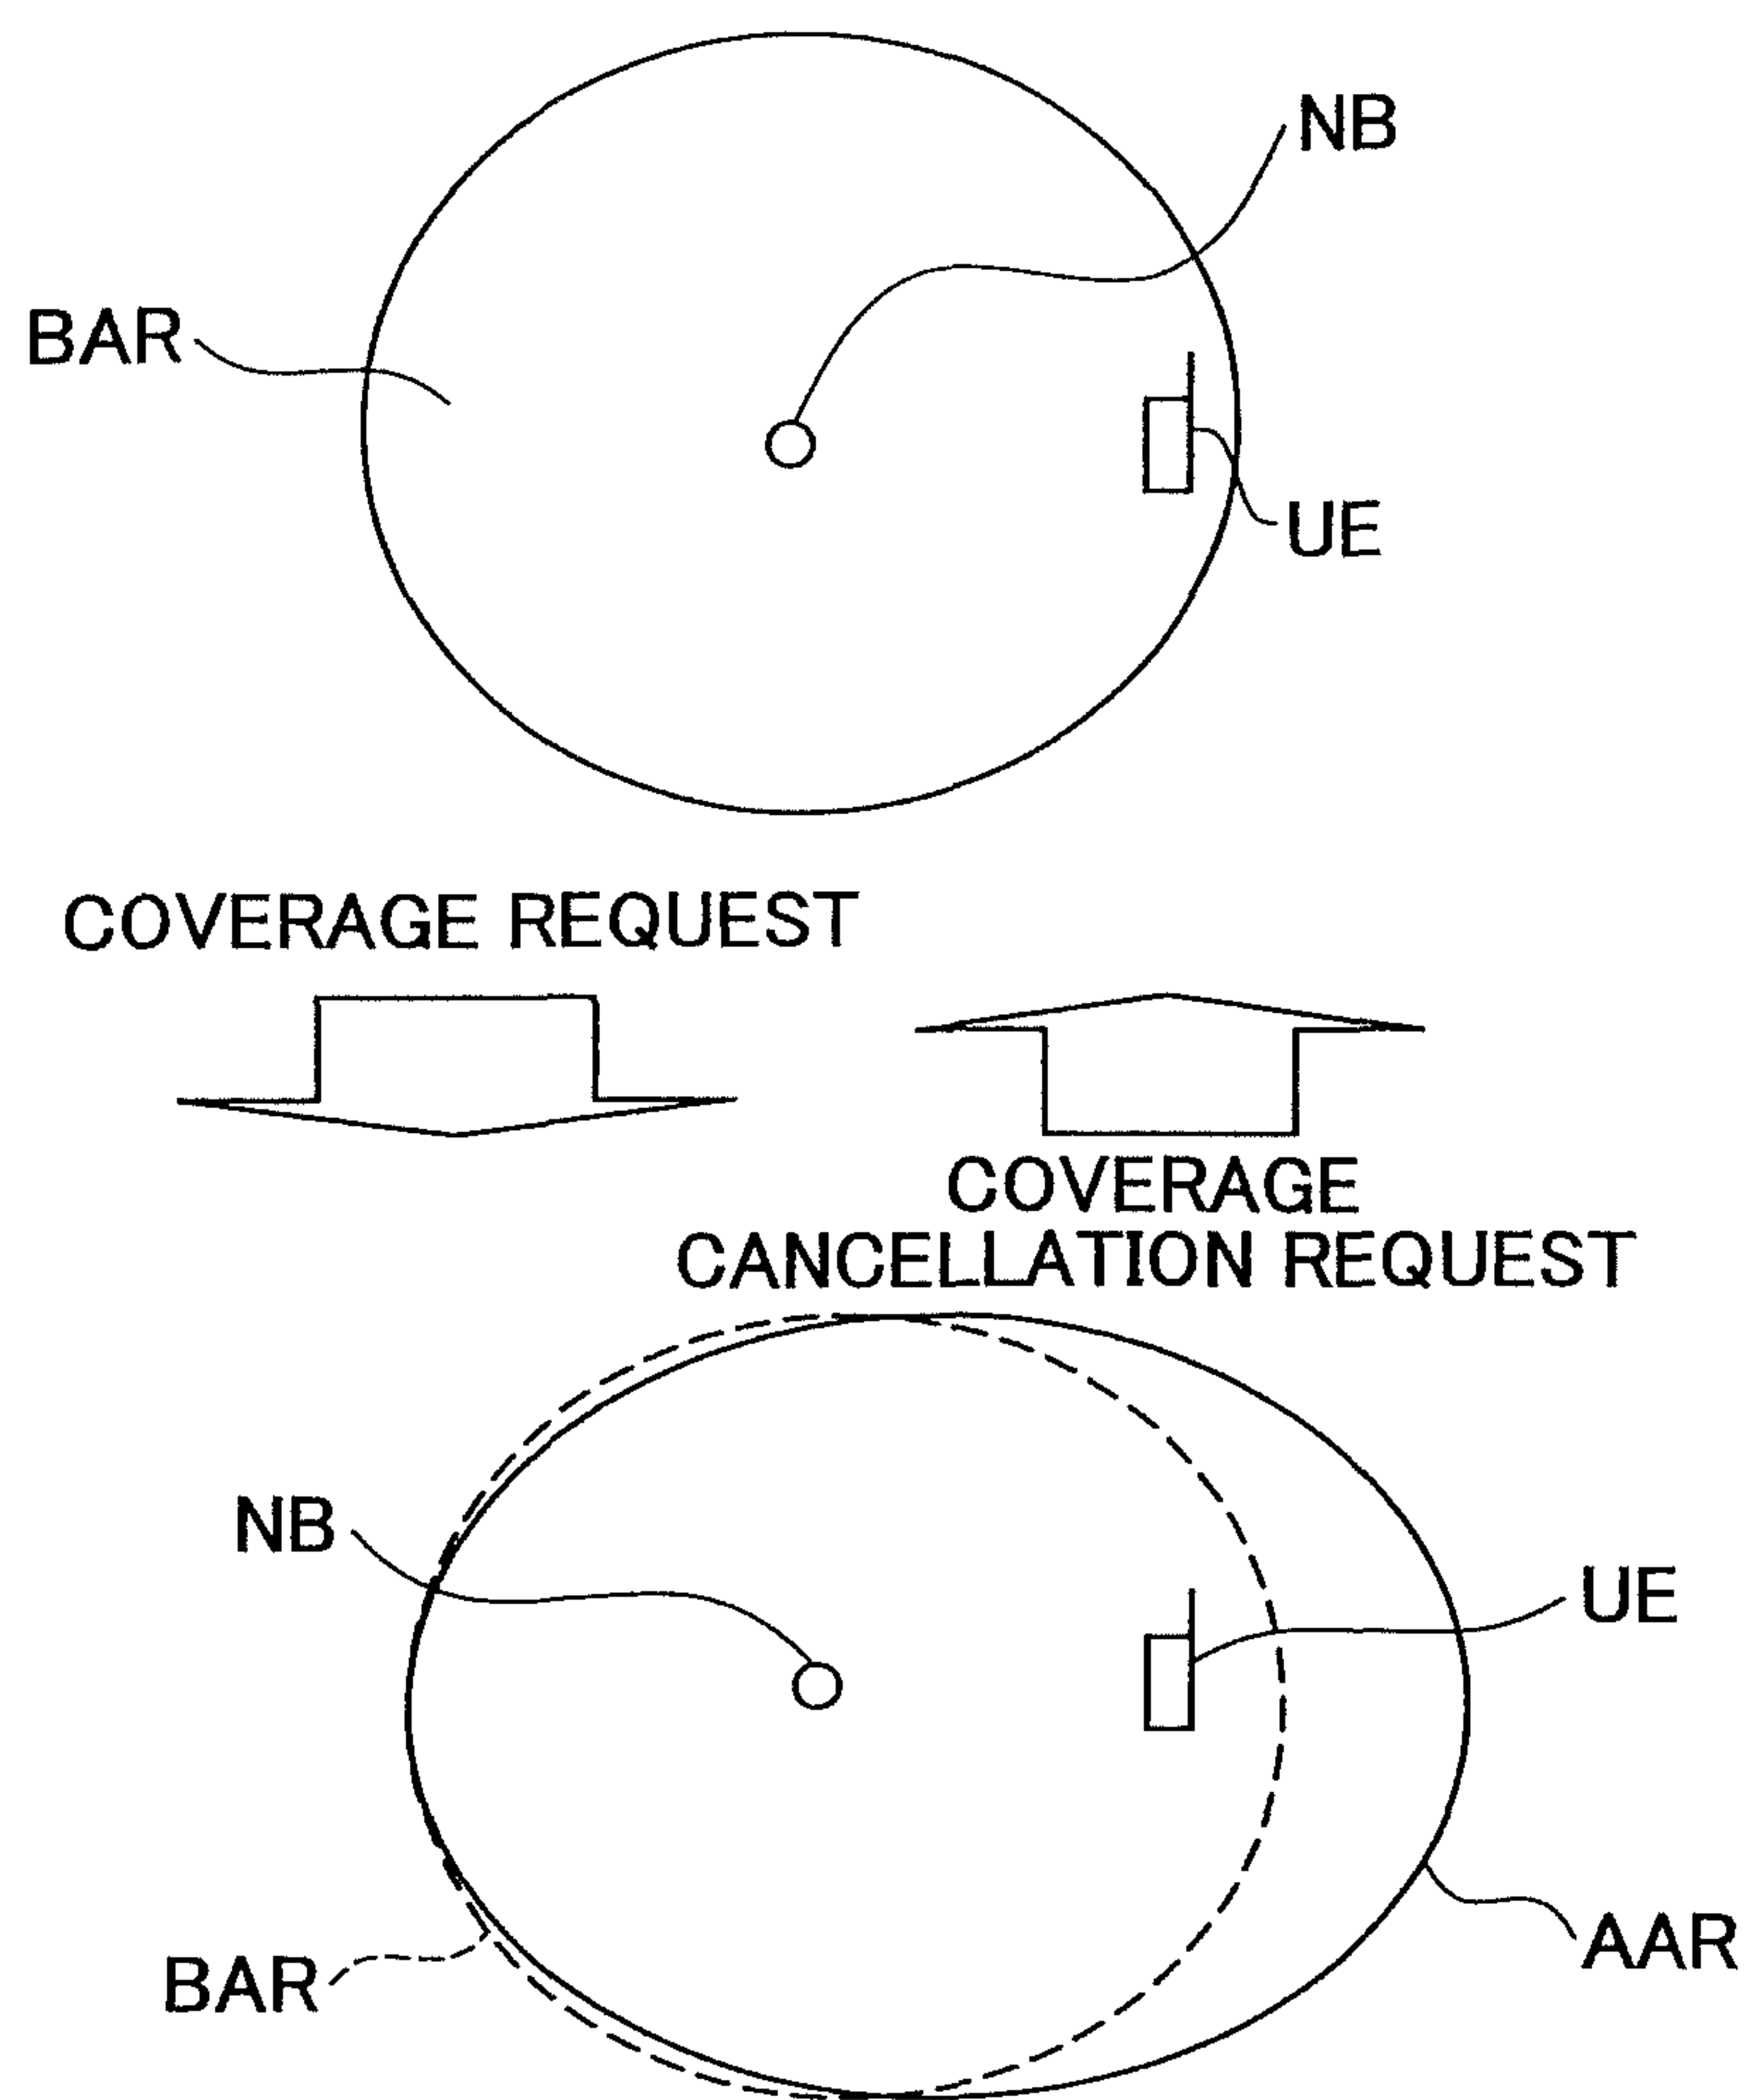 NB
BAR
UE
COVERAGE REQUEST
COVERAGE
CANCELLATION REQUEST
NB
UE
AAR
BAR